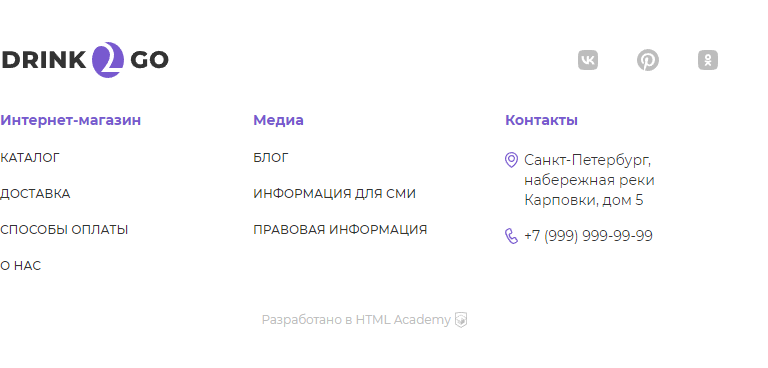 DRINK 2 GO
Интернет-магазин
КАТАЛОГ
ДОСТАВКА
СПОСОБЫ ОПЛАТЫ
О НАС
Медиа
БЛОГ
ИНФОРМАЦИЯ ДЛЯ СМИ
ПРАВОВАЯ ИНФОРМАЦИЯ
Контакты
Санкт-Петербург,
набережная реки
Карповки, дом 5
+7 (999) 999-99-99
Разработано в HTML Academy